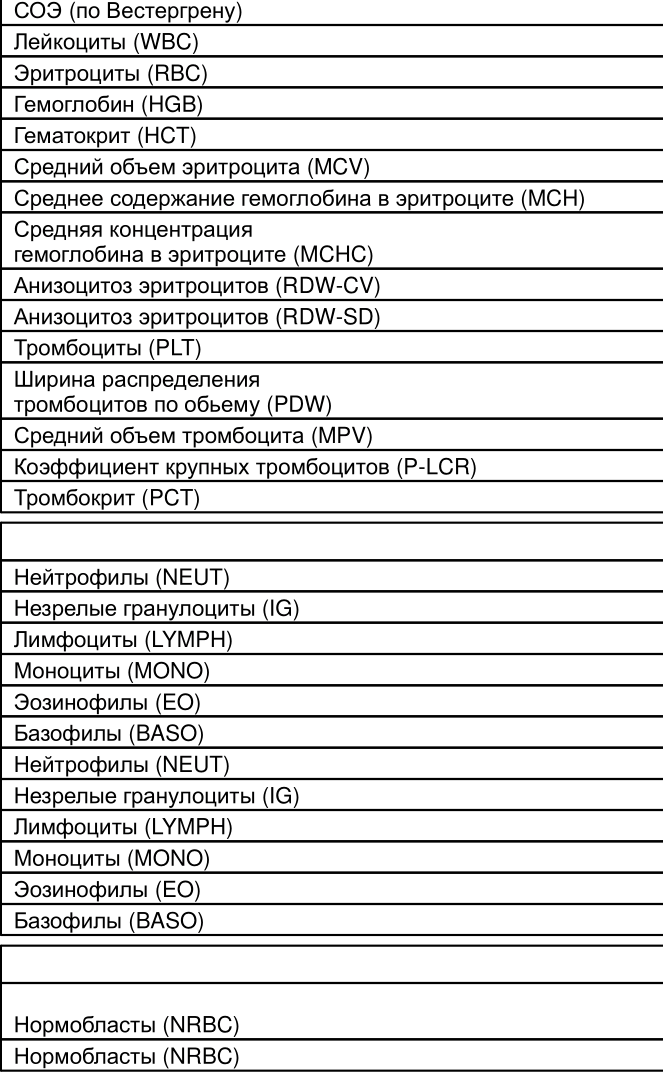 СОЭ (по Вестергрену)
Лейкоциты (WBC)
Эритроциты (RBC)
Гемоглобин (HGB)
Гематокрит (HCT)
Средний объем эритроцита (MCV)
Среднее содержание гемоглобина в эритроците (MCH)
Средняя концентрация
гемоглобина в эритроците (MCHC)
Анизоцитоз эритроцитов (RDW-CV)
Анизоцитоз эритроцитов (RDW-SD)
Тромбоциты (PLT)
Ширина распределения
тромбоцитов по обьему (PDW)
Средний объем тромбоцита (MPV)
Коэффициент крупных тромбоцитов (P-LCR)
Тромбокрит (PCT)
Нейтрофилы (NEUT)
Незрелые гранулоциты (IG)
Лимфоциты (LYMPH)
Моноциты (MONO)
Эозинофилы (EO)
Базофилы (BASO)
Нейтрофилы (NEUT)
Незрелые гранулоциты (IG)
Лимфоциты (LYMPH)
Моноциты (MONO)
Эозинофилы (EO)
Базофилы (BASO)
Нормобласты (NRBC)
Нормобласты (NRBC)